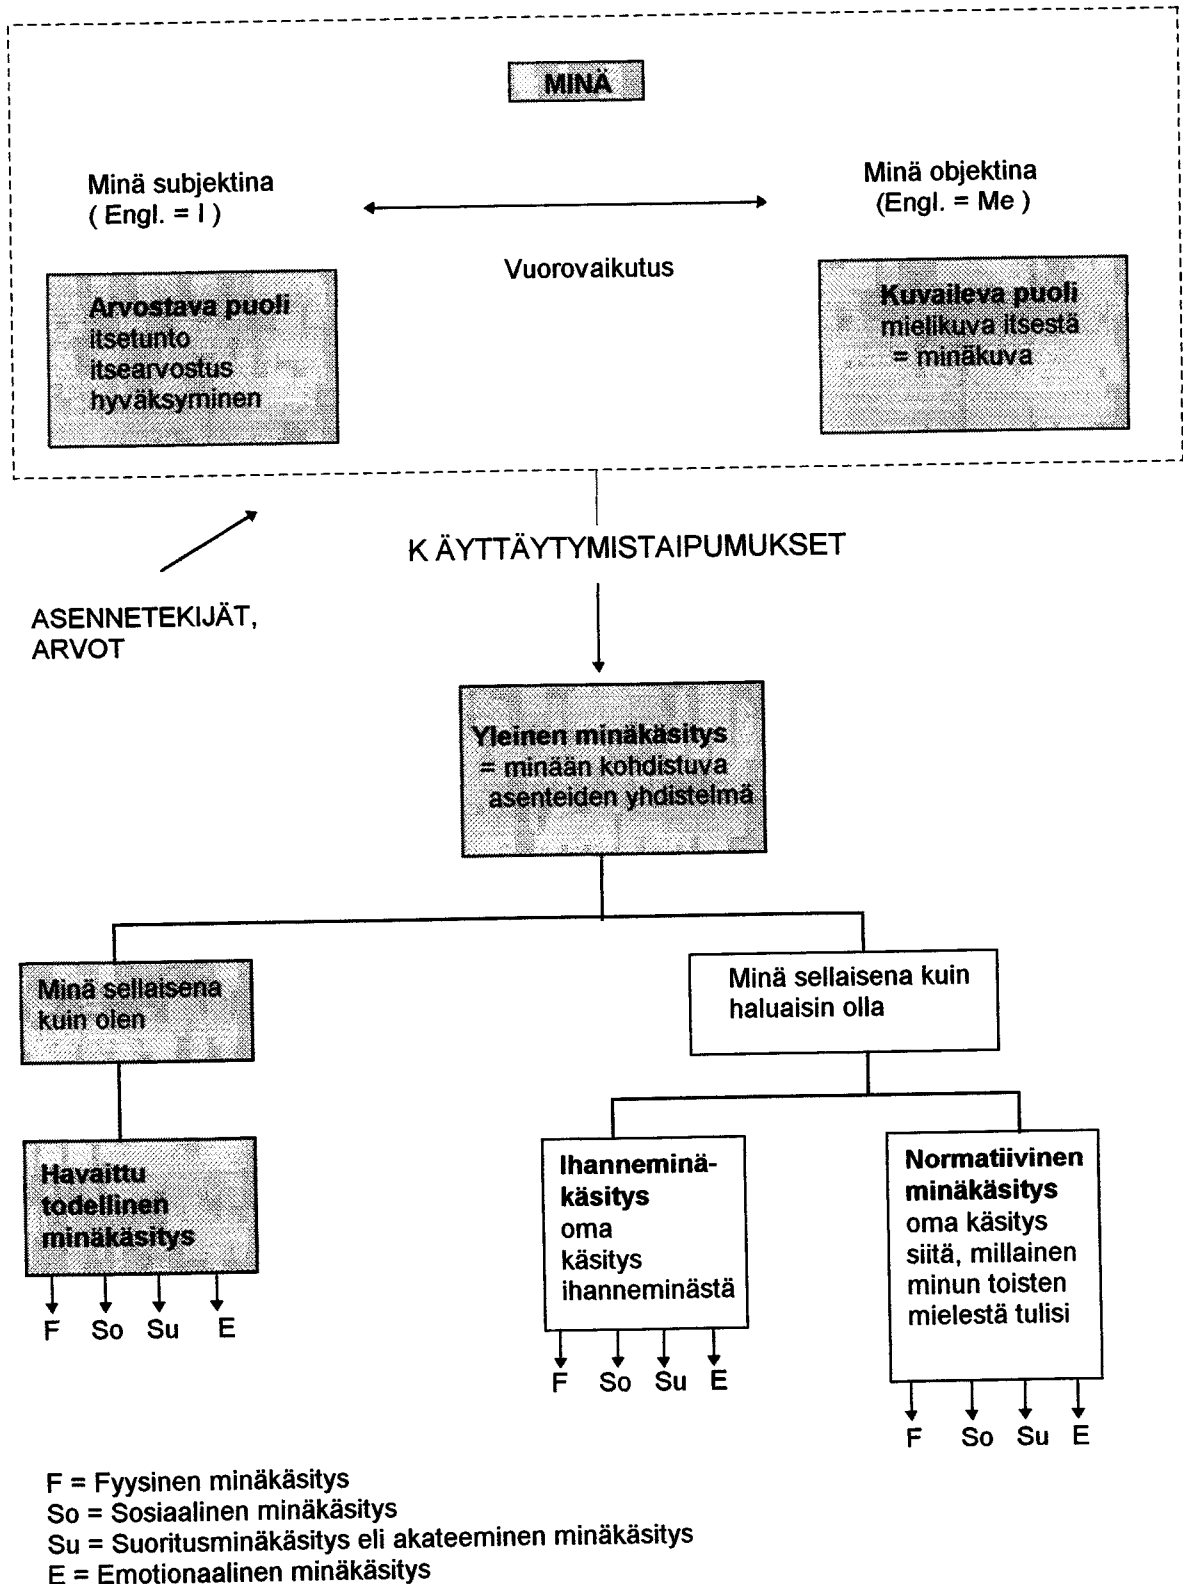 MINÄ
Minä subjektina
( Engl. = I )
Minä objektina
(Engl. = Me )
Vuorovaikutus
Arvostava puoli
itsetunto
itsearvostus
hyväksyminen
Kuvaileva puoli
mielikuva itsestä
= minäkuva
K ÄYTTÄYTYMISTAIPUMUKSET
ASENNETEKIJÄT,
ARVOT
Yleinen minäkäsitys
= minään kohdistuva
asenteiden yhdistelmä
Minä sellaisena
kuin olen
Minä sellaisena kuin
haluaisin olla
Havaittu
todellinen
minäkäsitys
F So Su E
Ihanneminä-
käsitys
oma
käsitys
ihanneminästä
F So Su E
Normatiivinen
minäkäsitys
oma käsitys
siitä, millainen
minun toisten
mielestä tulisi
F So Su E
F = Fyysinen minäkäsitys
So = Sosiaalinen minäkäsitys
Su = Suoritusminäkäsitys eli akateeminen minäkäsitys
E = Emotionaalinen minäkäsitys